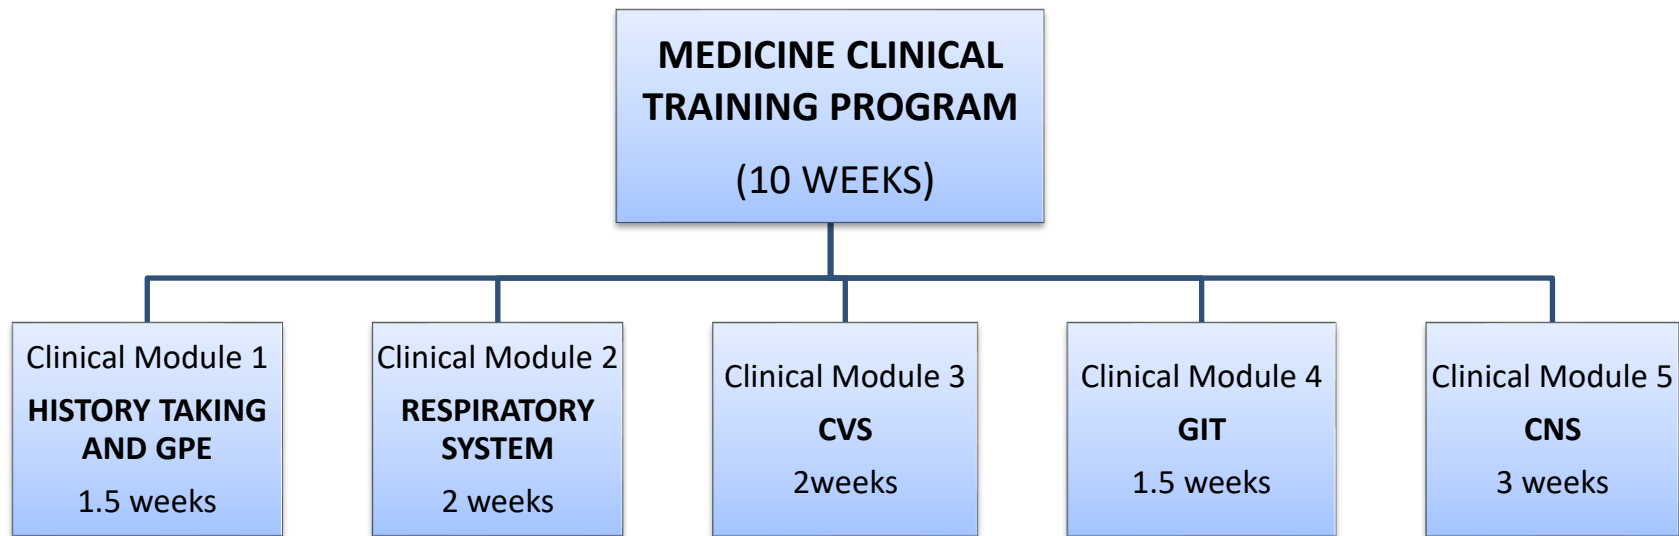 MEDICINE CLINICAL
TRAINING PROGRAM
(10 WEEKS)
Clinical Module 1
HISTORY TAKING
AND GPE
1.5 weeks
Clinical Module 2
RESPIRATORY
SYSTEM
2 weeks
Clinical Module 3
CVS
2weeks
Clinical Module 4
GIT
1.5 weeks
Clinical Module 5
CNS
3 weeks